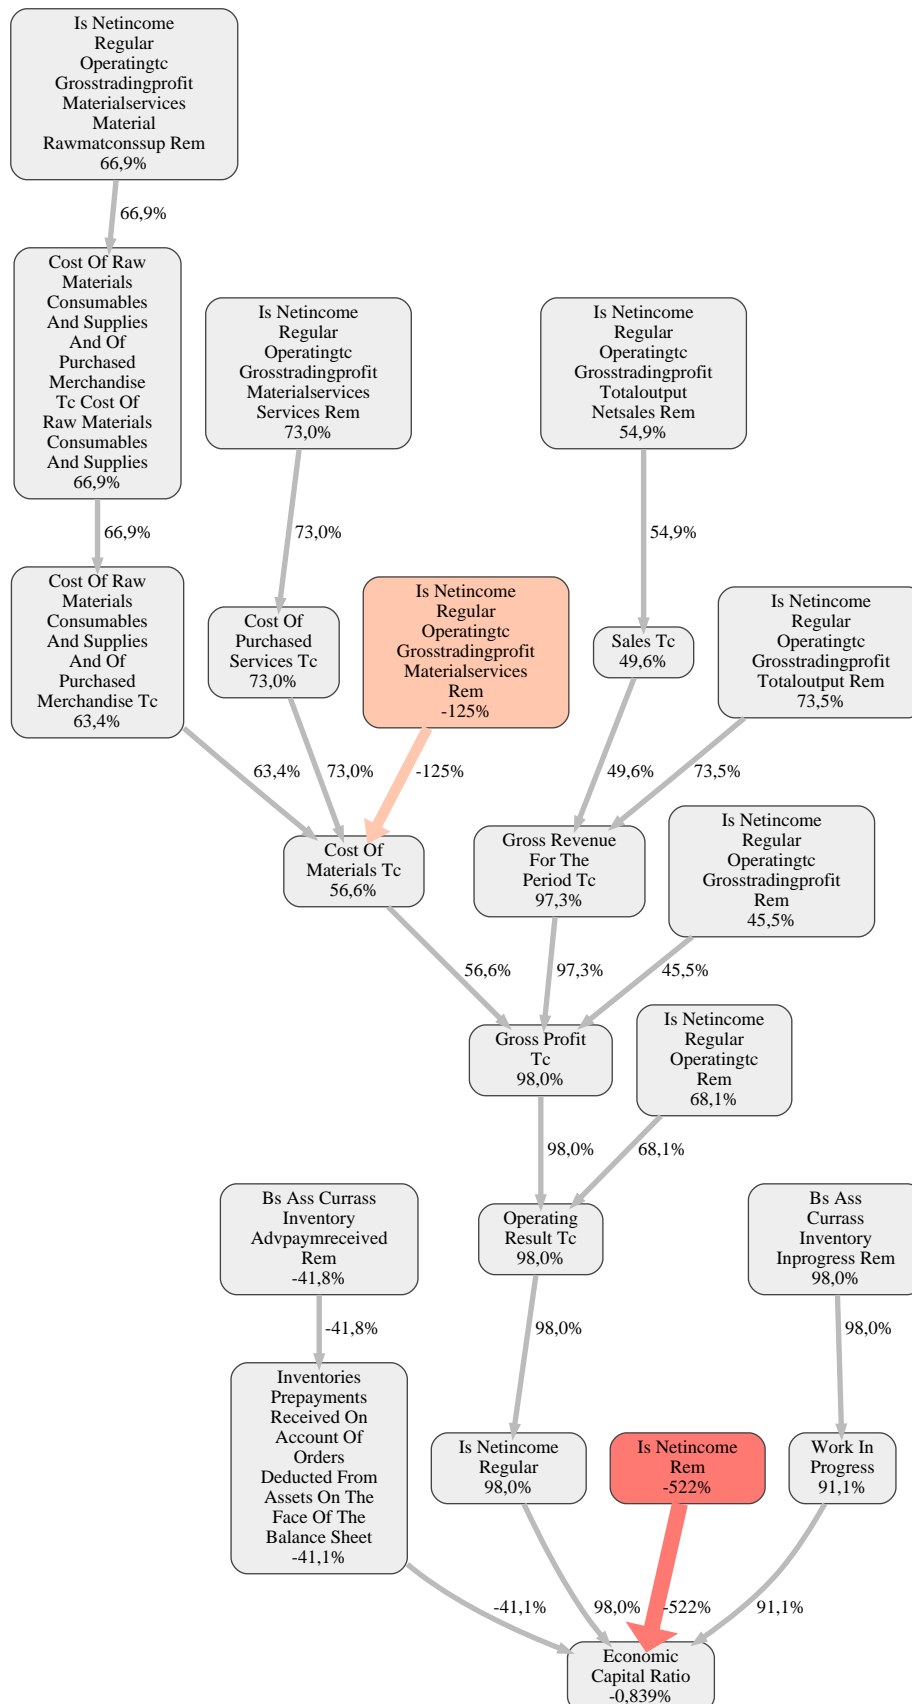 Is Netincome
Regular
Operatingtc
Grosstradingprofit
Materialservices
Material
Rawmatconssup Rem
66,9%
66,9%
Cost Of Raw
Materials
Consumables
And Supplies
And Of
Purchased
Merchandise
Tc Cost Of
Raw Materials
Consumables
And Supplies
66,9%
Is Netincome
Regular
Operatingtc
Grosstradingprofit
Materialservices
Services Rem
73,0%
Is Netincome
Regular
Operatingtc
Grosstradingprofit
Totaloutput
Netsales Rem
54,9%
66,9%
73,0%
54,9%
Cost Of Raw
Materials
Consumables
And Supplies
And Of
Purchased
Merchandise Tc
63,4%
Cost Of
Purchased
Services Tc
73,0%
Is Netincome
Regular
Operatingtc
Grosstradingprofit
Materialservices
Rem
-125%
Sales Tc
49,6%
Is Netincome
Regular
Operatingtc
Grosstradingprofit
Totaloutput Rem
73,5%
63,4%
73,0%
-125%
49,6%
73,5%
Cost Of
Materials Tc
56,6%
Gross Revenue
For The
Period Tc
97,3%
Is Netincome
Regular
Operatingtc
Grosstradingprofit
Rem
45,5%
56,6%
97,3%
45,5%
Gross Profit
Tc
98,0%
Is Netincome
Regular
Operatingtc
Rem
68,1%
98,0%
68,1%
Bs Ass Currass
Inventory
Advpaymreceived
Rem
-41,8%
Operating
Result Tc
98,0%
Bs Ass
Currass
Inventory
Inprogress Rem
98,0%
-41,8%
98,0%
98,0%
Inventories
Prepayments
Received On
Account Of
Orders
Deducted From
Assets On The
Face Of The
Balance Sheet
-41,1%
Is Netincome
Regular
98,0%
Is Netincome
Rem
-522%
Work In
Progress
91,1%
-41,1%
98,0%
-522%
91,1%
Economic
Capital Ratio
-0,839%